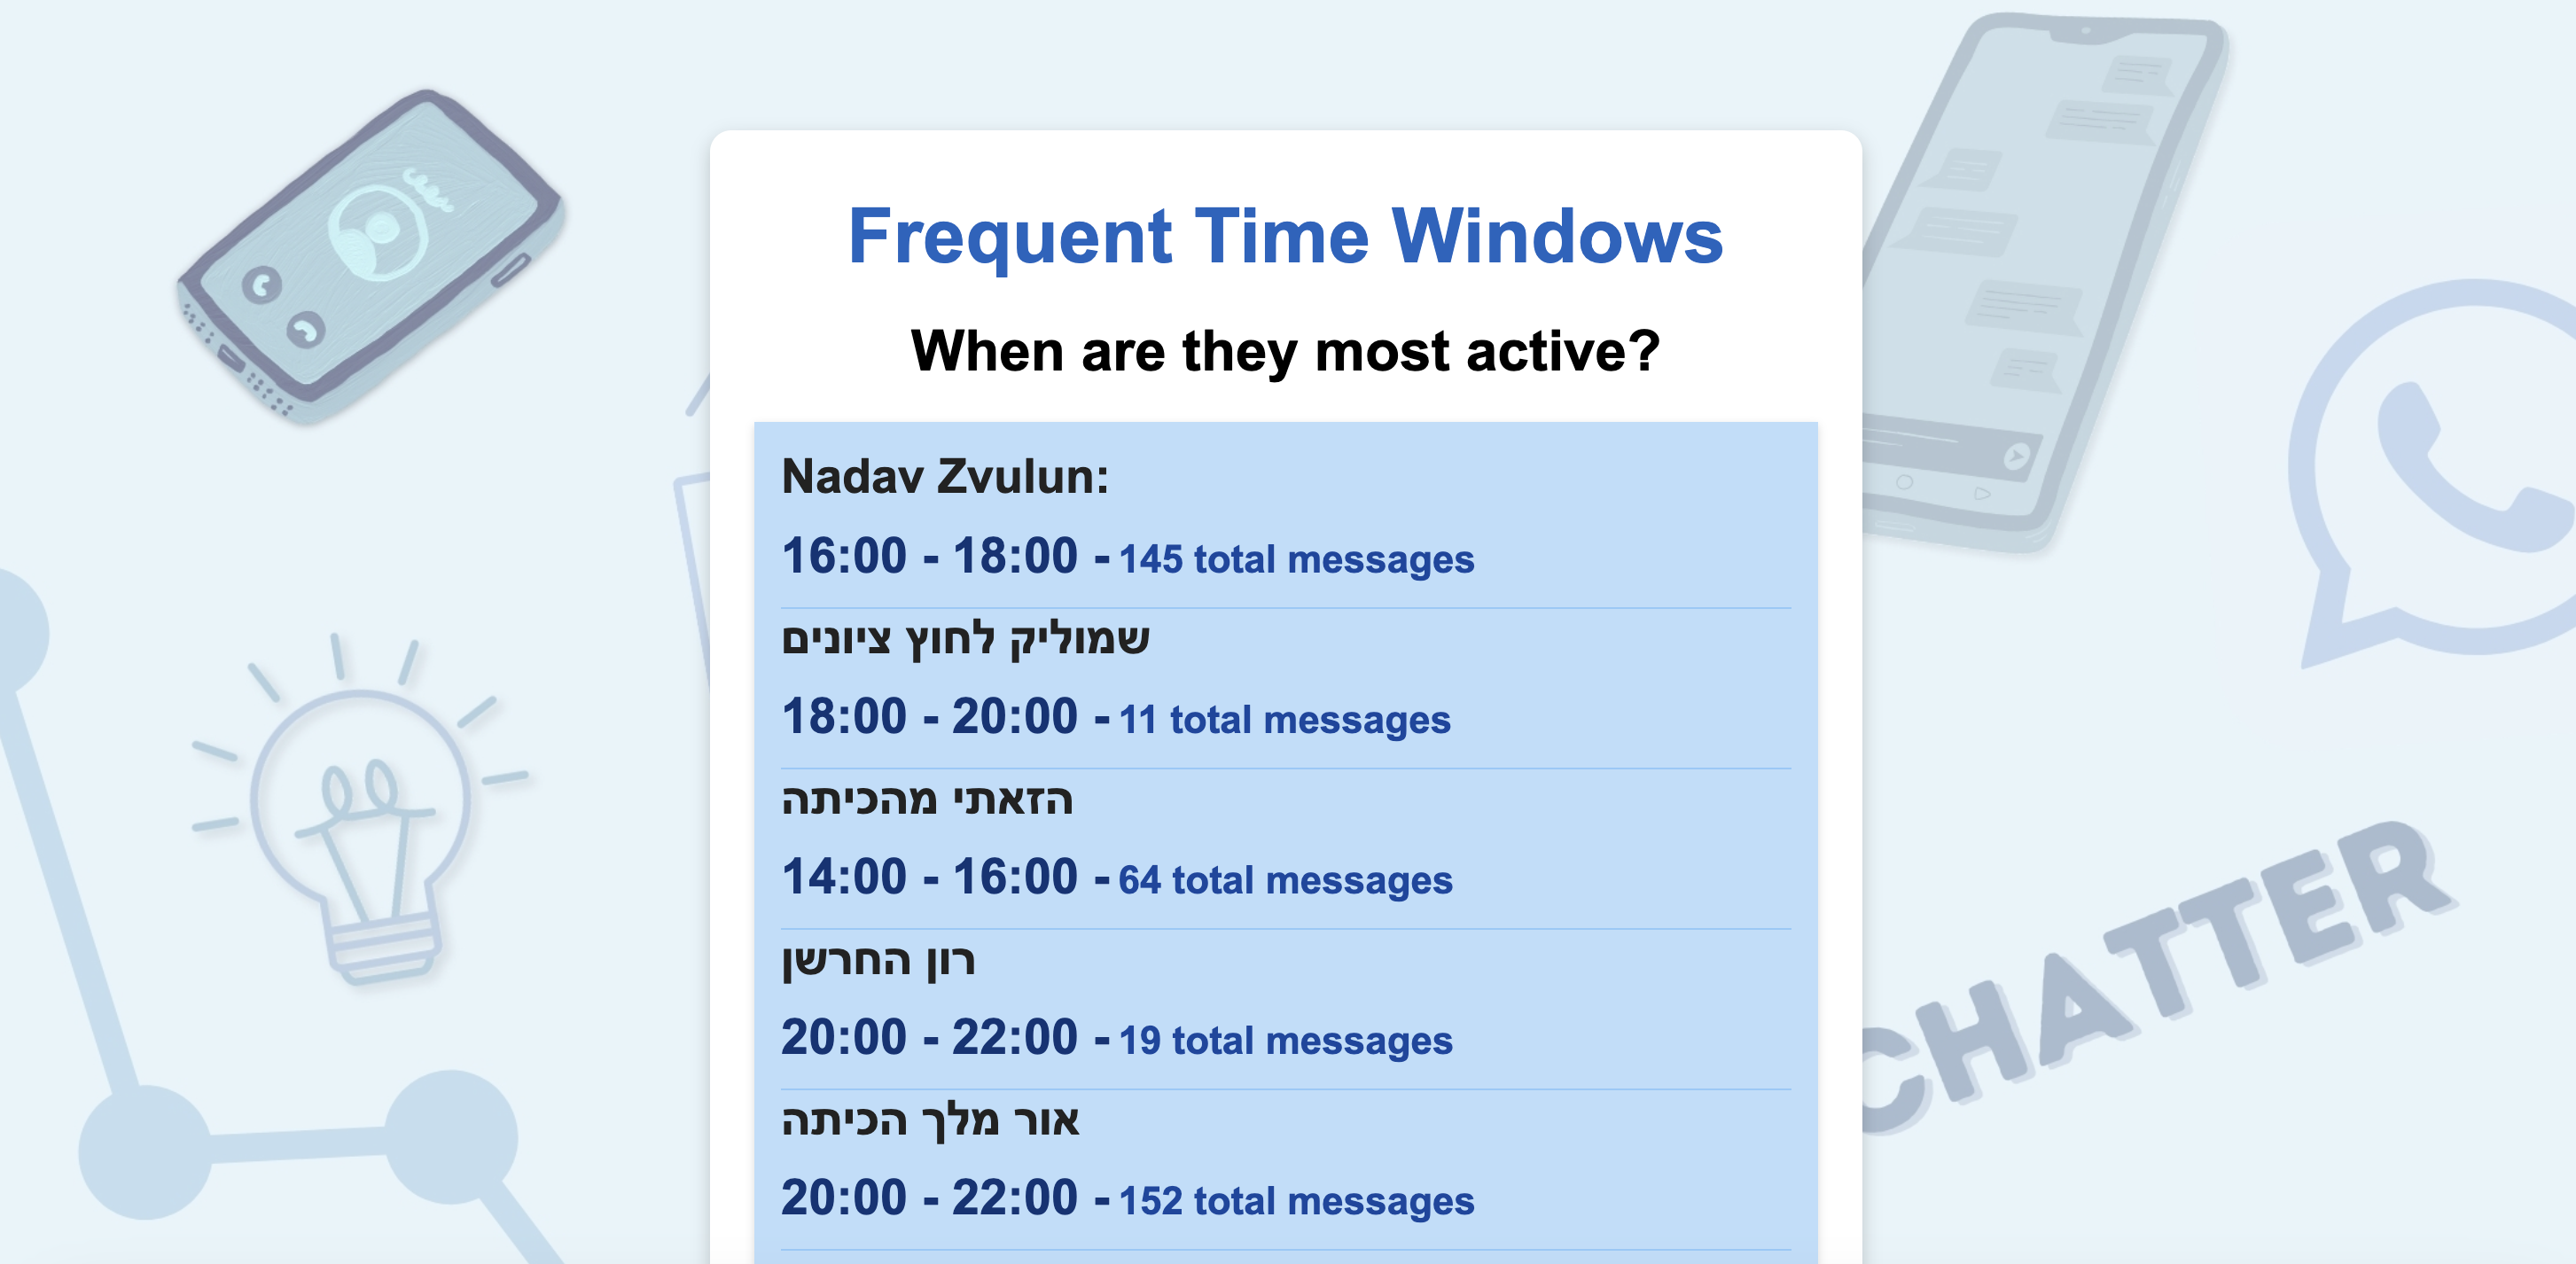 Frequent Time Windows
When are they most active?
Nadav Zvulun:
16:00 - 18:00 - 145 total messages
שמוליק לחוץ ציונים
18:00 - 20:00 - 11 total messages
הזאתי מהכיתה
14:00 - 16:00 - 64 total messages
רון החרשן
20:00 - 22:00 - 19 total messages
אור מלך הכיתה
20:00 - 22:00 - 152 total messages
CHATTER